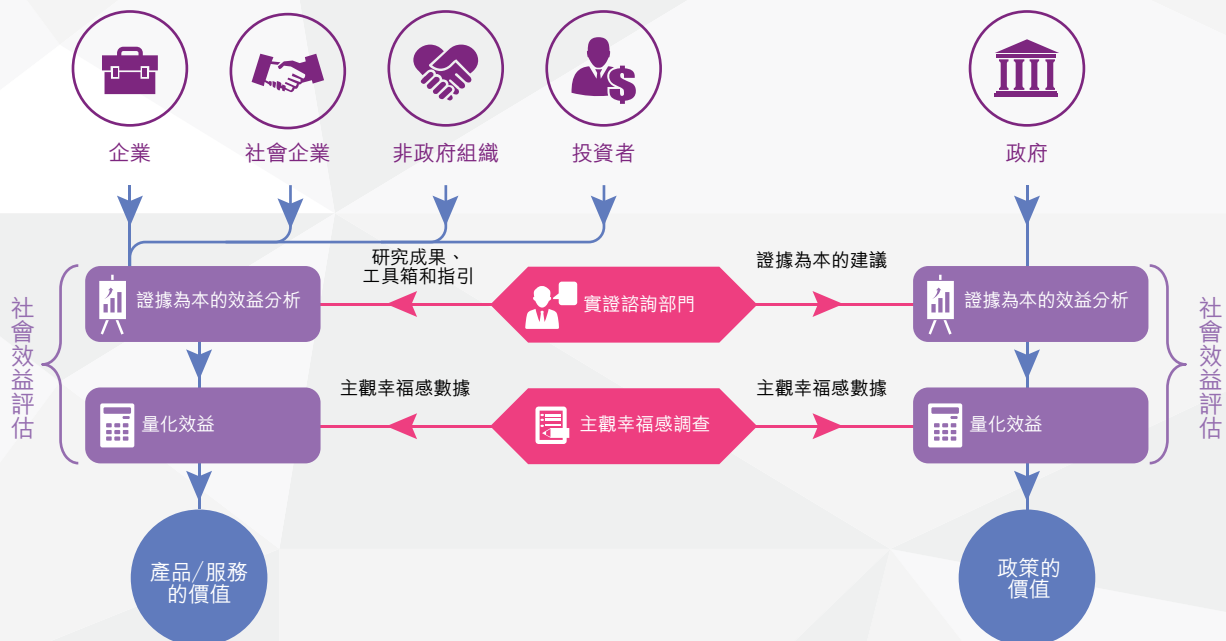 企業
社會企業
非政府組織
投資者
政府
研究成果、
工具箱和指引
證據為本的建議
社會效益評估
證據為本的效益分析
實證諮詢部門
證據為本的效益分析
社會效益評估
主觀幸福感數據
主觀幸福感數據
量化效益
主觀幸福感調查
量化效益
產品/服務
的價值
政策的
價值